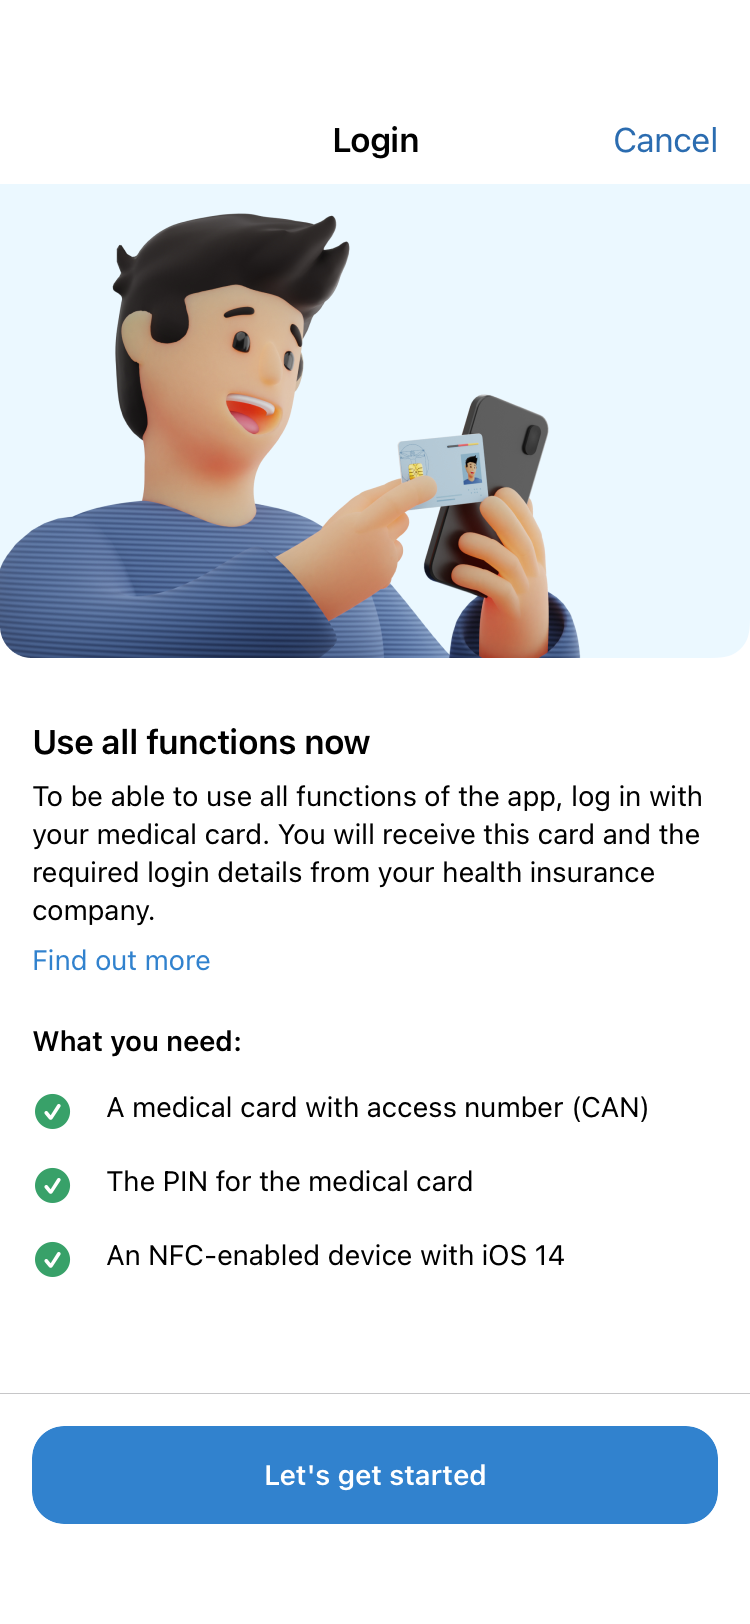 Login
Cancel
Use all functions now
To be able to use all functions of the app, log in with
your medical card. You will receive this card and the
required login details from your health insurance
company.
Find out more
What you need:
A medical card with access number (CAN)
The PIN for the medical card
An NFC-enabled device with iOS 14
Let's get started